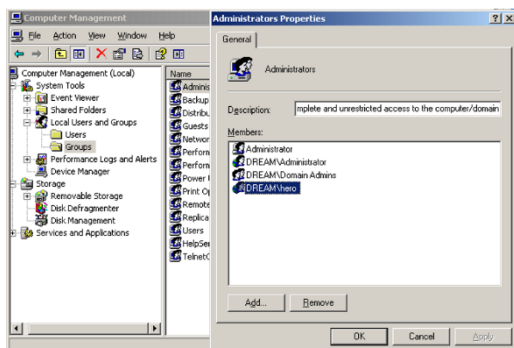 Computer Management
File Action View Window Help
Computer Management (Local)
System Tools
Event Viewer
Shared Folders
Local Users and Groups
Users
Groups
Performance Logs and Alerts
Device Manager
Storage
Removable Storage
Disk Defragmenter
Disk Management
Services and Applications
Name
Adminis
Backup
Distribu
Guests
Networ
Perform
Perform
Power U
Print Op
Remote
Replica
Users
HelpSer
TelnetC
Administrators Properties
General
Administrators
Description:
mplete and unrestricted access to the computer/domain
Members:
Administrator
DREAM\Administrator
DREAM\Domain Admins
DREAM\hero
Add...
Remove
OK
Cancel
Apply